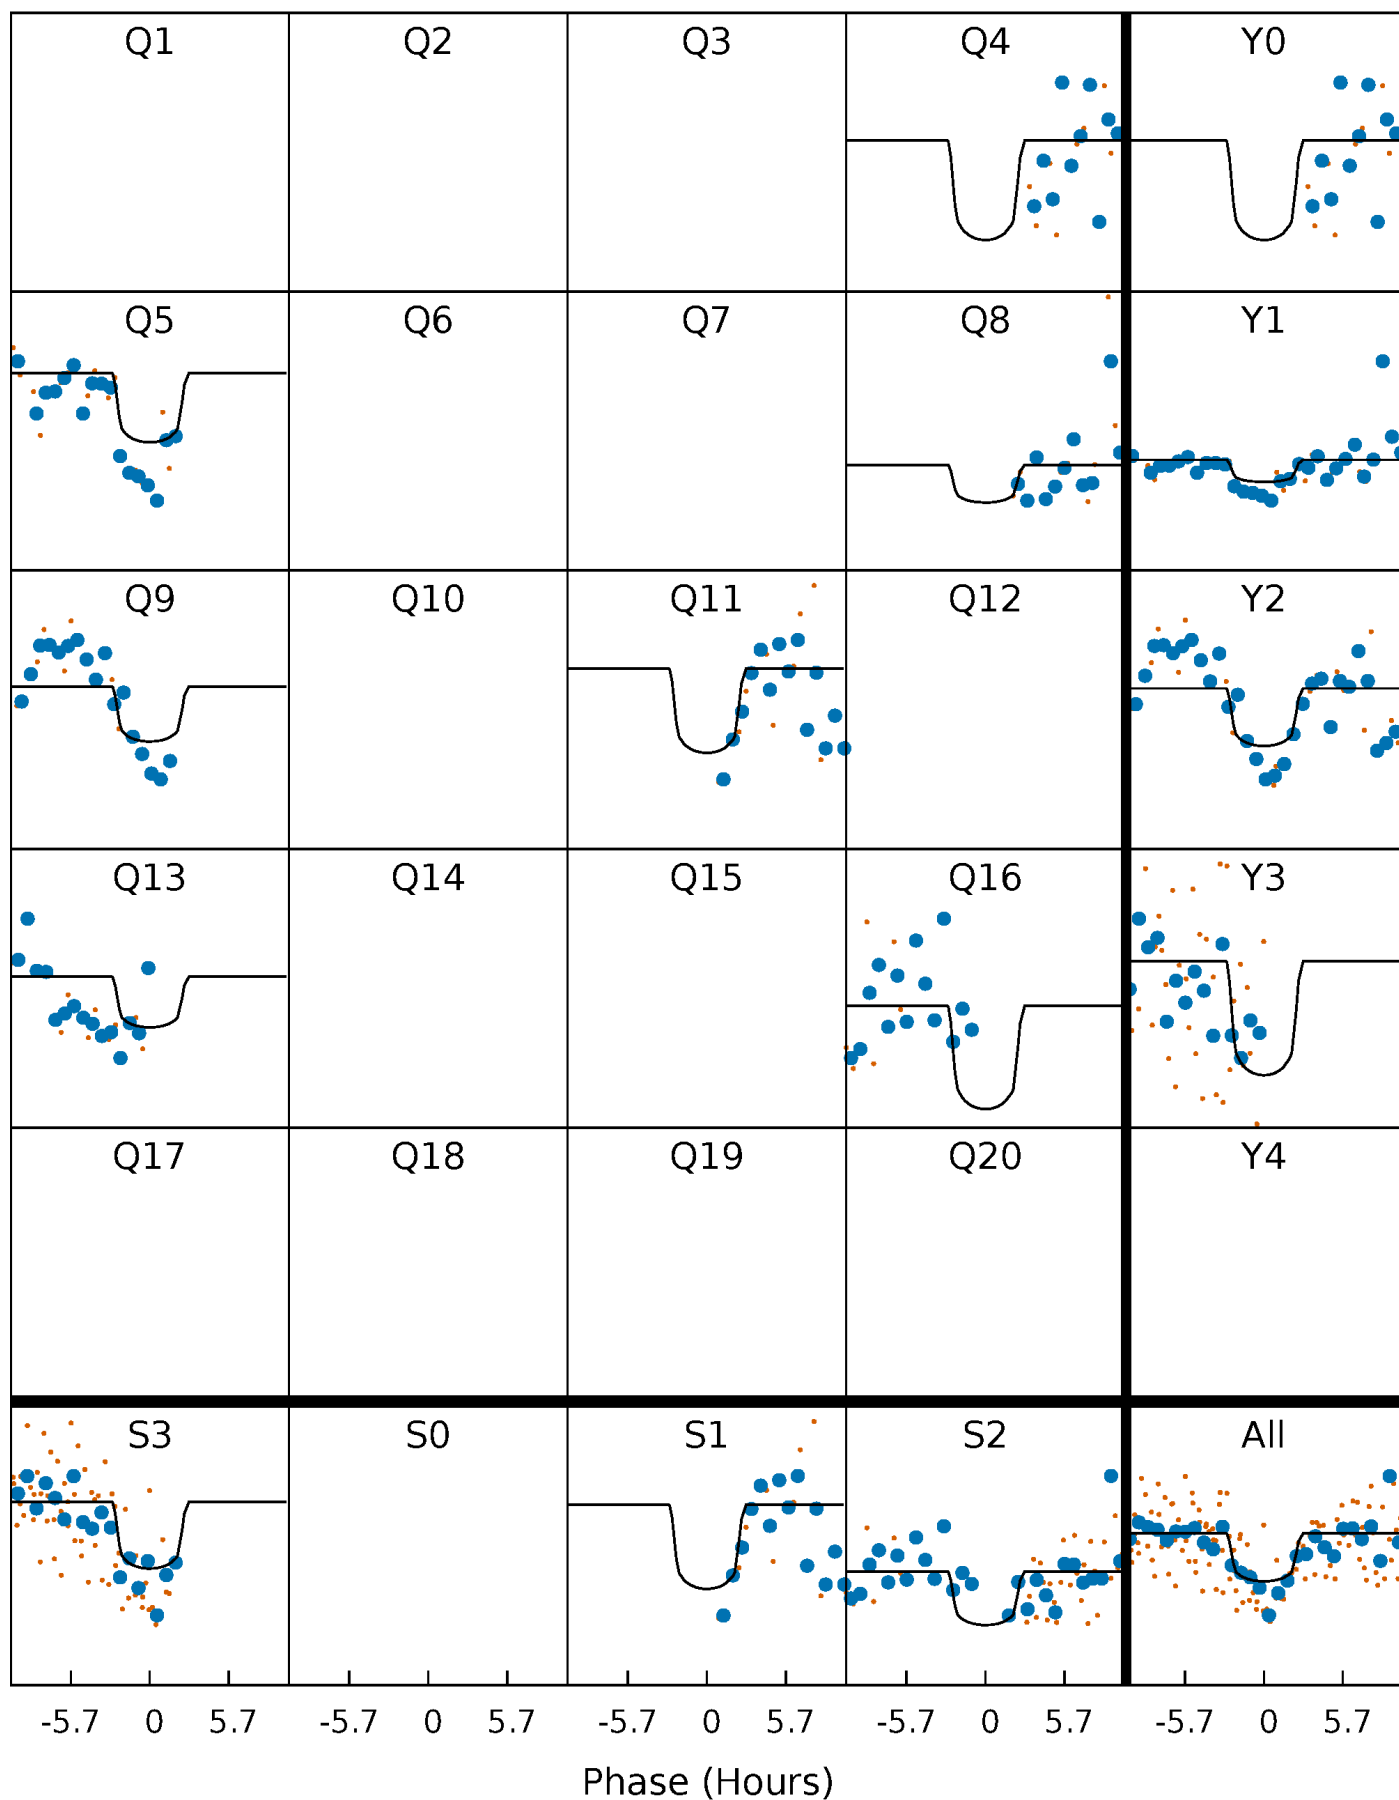 Q1 Q2 Q3 Q4 Y0
Q5 Q6 Q7 Q8 Y1
Q9 Q10 Q11 Q12 Y2
Q13 Q14 Q15 Q16 Y3
Q17 Q18 Q19 Q20 Y4
S3 S0 S1 S2 All
-5.7 0 5.7 -5.7 0 5.7 -5.7 0 5.7 -5.7 0 5.7 -5.7 0 5.7
Phase (Hours)